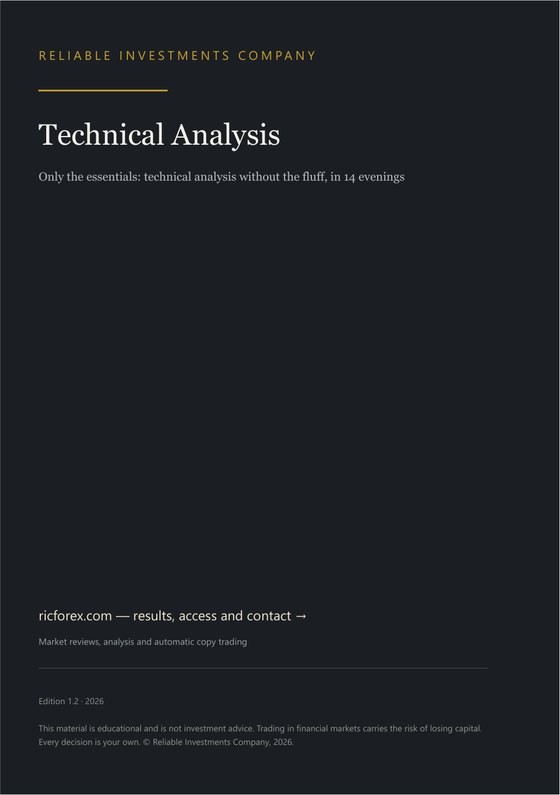 RELIABLE INVESTMENTS COMPANY
Technical Analysis
Only the essentials: technical analysis without the fluff, in 14 evenings
ricforex.com — results, access and contact →
Market reviews, analysis and automatic copy trading
Edition 1.2 · 2026
This material is educational and is not investment advice. Trading in financial markets carries the risk of losing capital.
Every decision is your own. © Reliable Investments Company, 2026.